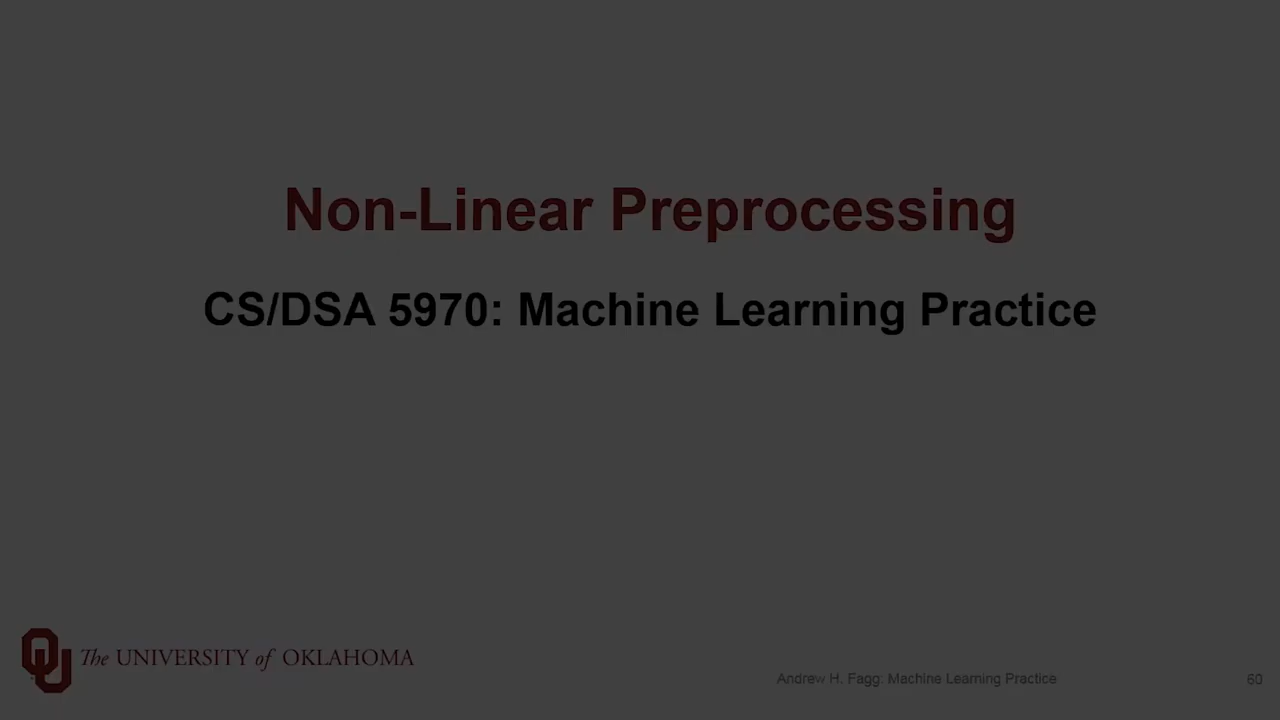 Non-Linear Preprocessing
CS/DSA 5970: Machine Learning Practice
The UNIVERSITY of OKLAHOMA
Andrew H. Fagg: Machine Learning Practice
60